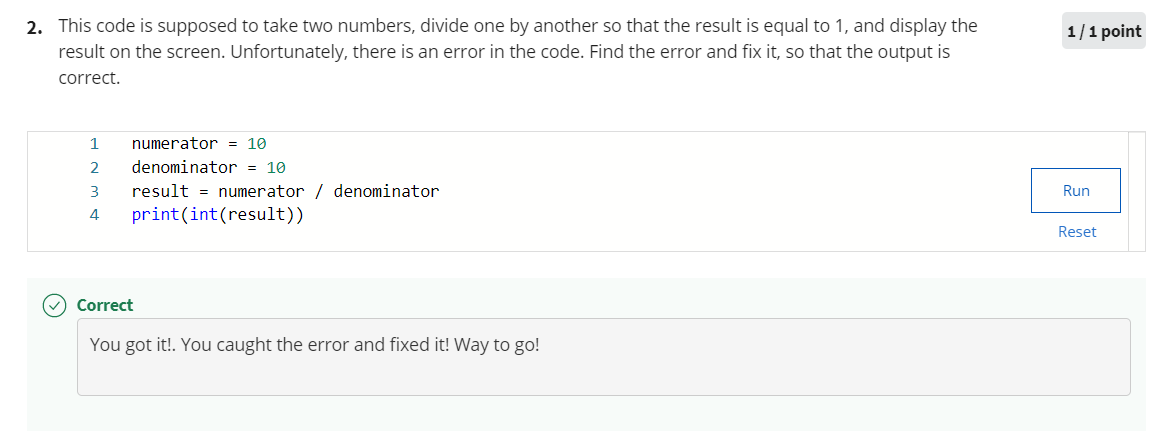 2. This code is supposed to take two numbers, divide one by another so that the result is equal to 1, and display the
result on the screen. Unfortunately, there is an error in the code. Find the error and fix it, so that the output is
correct.
1 / 1 point
1 numerator = 10
2 denominator = 10
3 result = numerator / denominator
4 print(int(result))
Run
Reset
Correct
You got it!. You caught the error and fixed it! Way to go!